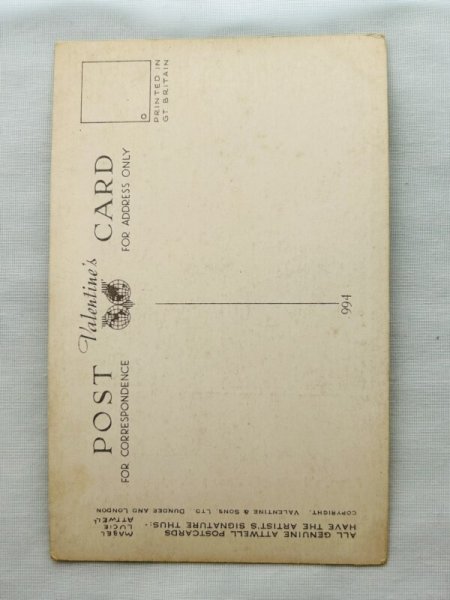 POST Valentine's CARD
FOR CORRESPONDENCE
FOR ADDRESS ONLY
PRINTED IN
GT. BRITAIN
994
ALL GENUINE ATTWELL POSTCARDS
HAVE THE ARTIST'S SIGNATURE THUS:-
MABEL
LUCIE
ATTWELL
COPYRIGHT. VALENTINE & SONS LTD DUNDEE AND LONDON